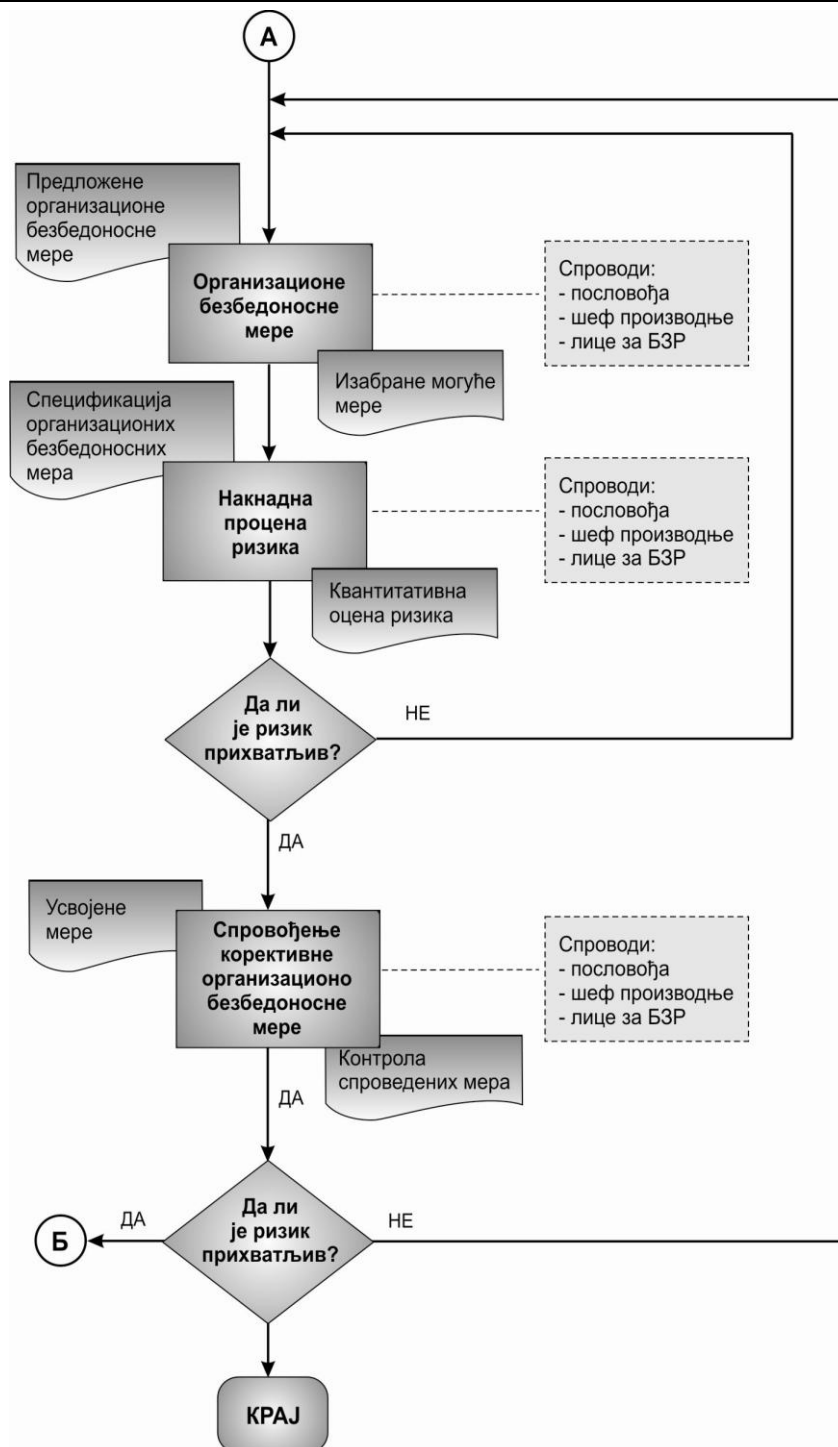 А
Предложене
организационе
безбедоносне
мере
Организационе
безбедоносне
мере
Спроводи:
- пословођа
- шеф производње
- лице за БЗР
Изабране могуће
мере
Спецификација
организационих
безбедоносних
мера
Накнадна
процена
ризика
Спроводи:
- пословођа
- шеф производње
- лице за БЗР
Квантитативна
оцена ризика
Да ли
је ризик
прихватљив?
НЕ
ДА
Усвојене
мере
Спровођење
корективне
организационо
безбедоносне
мере
Спроводи:
- пословођа
- шеф производње
- лице за БЗР
Контрола
спроведених мера
ДА
Да ли
је ризик
прихватљив?
ДА
НЕ
Б
КРАЈ